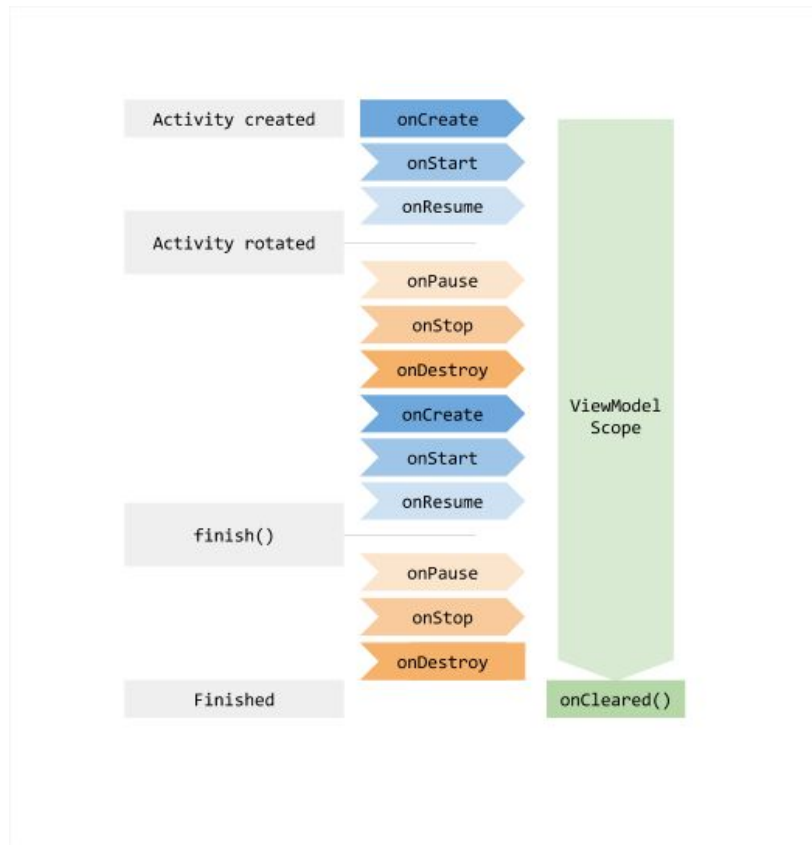 Activity created
onCreate
onStart
onResume
Activity rotated
onPause
onStop
onDestroy
onCreate
ViewModel
Scope
onStart
onResume
finish()
onPause
onStop
onDestroy
Finished
onCleared()